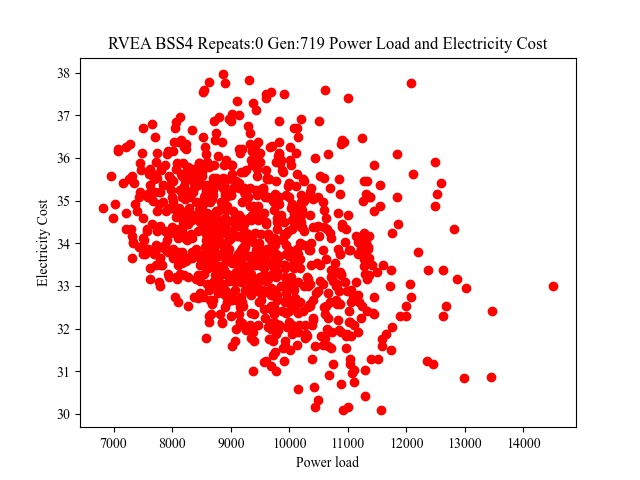 RVEA BSS4 Repeats:0 Gen:719 Power Load and Electricity Cost
38
37
36
35
34
33
32
31
30
Electricity Cost
7000 8000 9000 10000 11000 12000 13000 14000
Power load